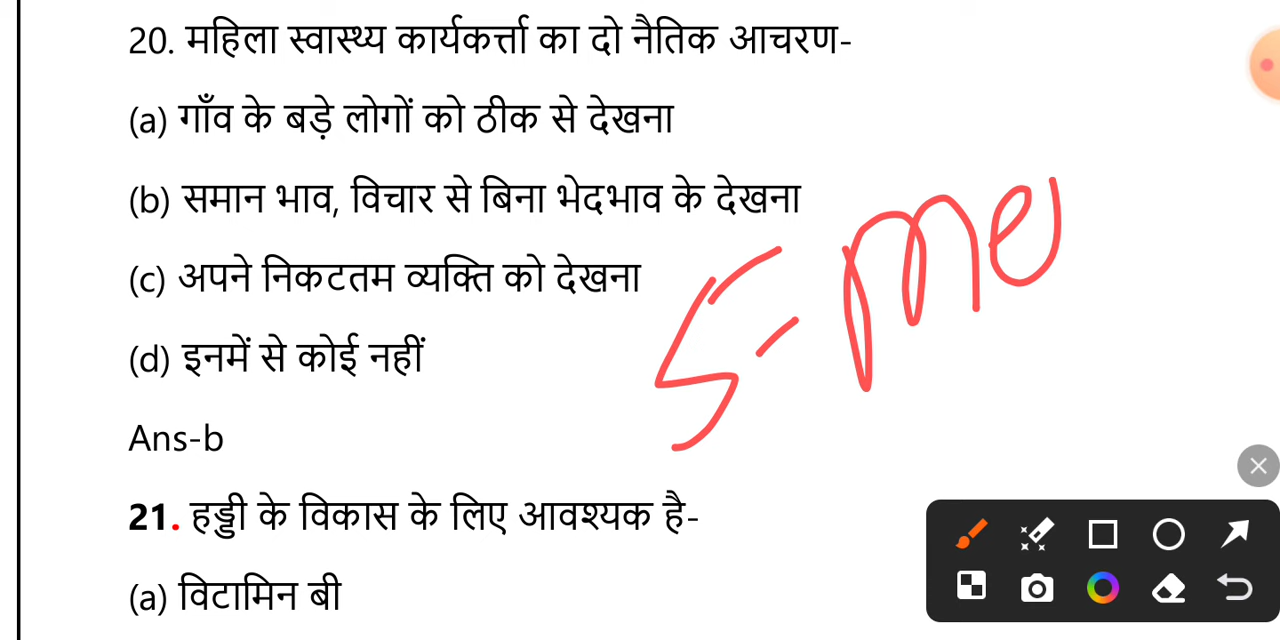 20. महिला स्वास्थ्य कार्यकर्त्ता का दो नैतिक आचरण-
(a) गाँव के बड़े लोगों को ठीक से देखना
(b) समान भाव, विचार से बिना भेदभाव के देखना
(c) अपने निकटतम व्यक्ति को देखना
(d) इनमें से कोई नहीं
5-me
Ans-b
21. हड्डी के विकास के लिए आवश्यक है-
(a) विटामिन बी